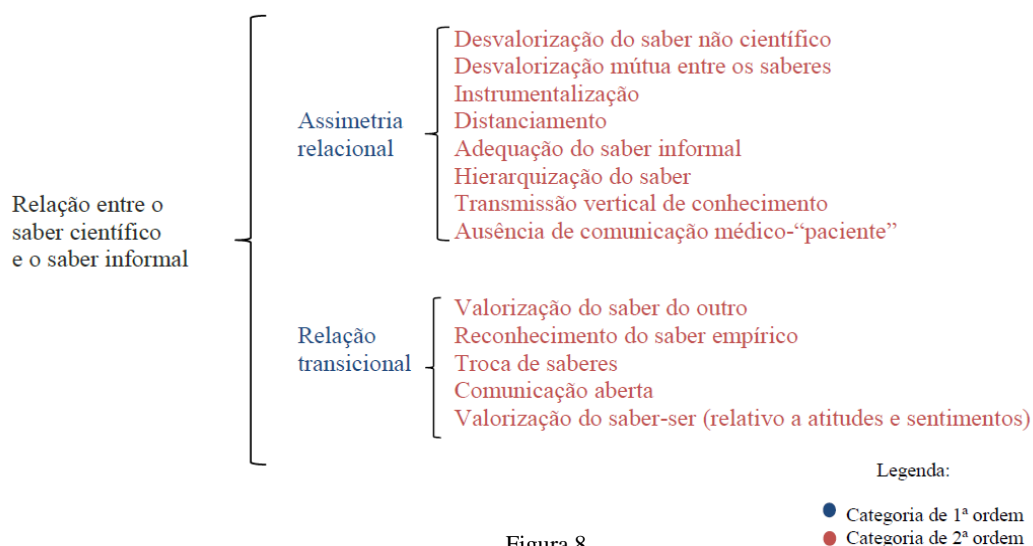 Relação entre o
saber científico
e o saber informal
Assimetria
relacional
Desvalorização do saber não científico
Desvalorização mútua entre os saberes
Instrumentalização
Distanciamento
Adequação do saber informal
Hierarquização do saber
Transmissão vertical de conhecimento
Ausência de comunicação médico-“paciente”
Relação
transicional
Valorização do saber do outro
Reconhecimento do saber empírico
Troca de saberes
Comunicação aberta
Valorização do saber-ser (relativo a atitudes e sentimentos)
Legenda:
Categoria de 1ª ordem
Categoria de 2ª ordem
Figura 8